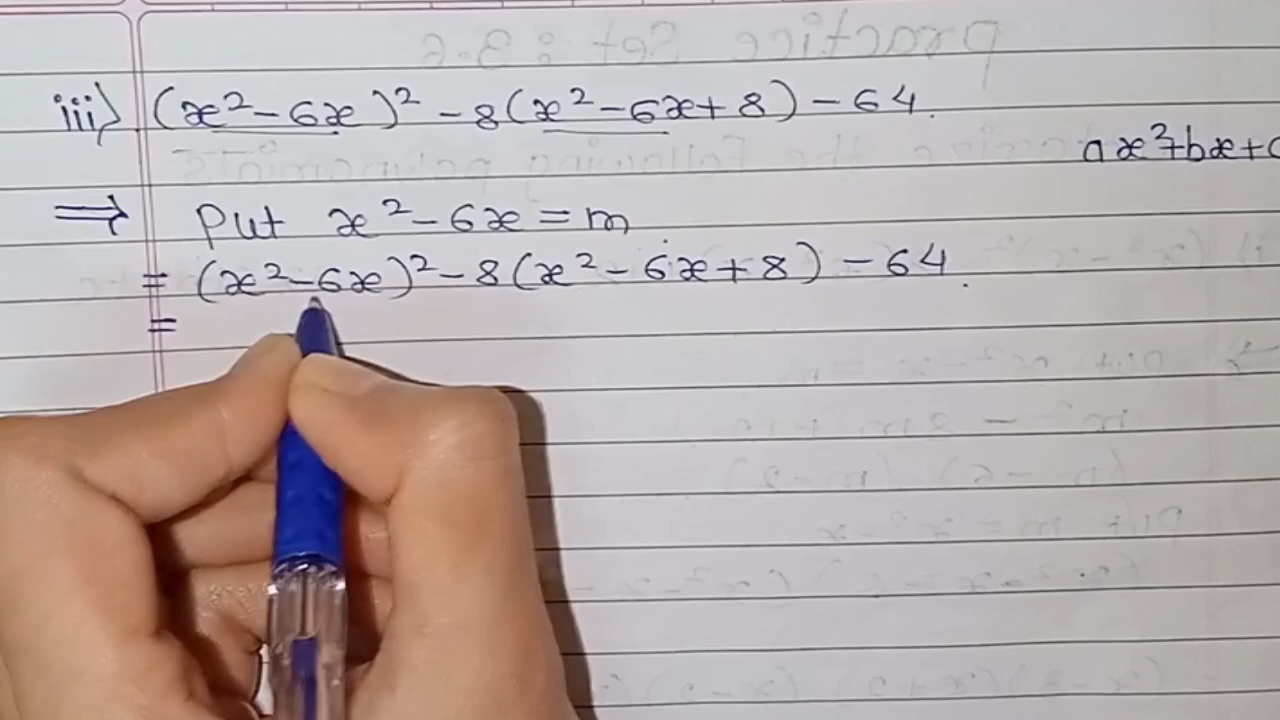 iii) (x² - 6x)² - 8(x² - 6x + 8) - 64.
ax² + bx + c
⇒ Put x² - 6x = m
= (x² - 6x)² - 8(x² - 6x + 8) - 64.
=